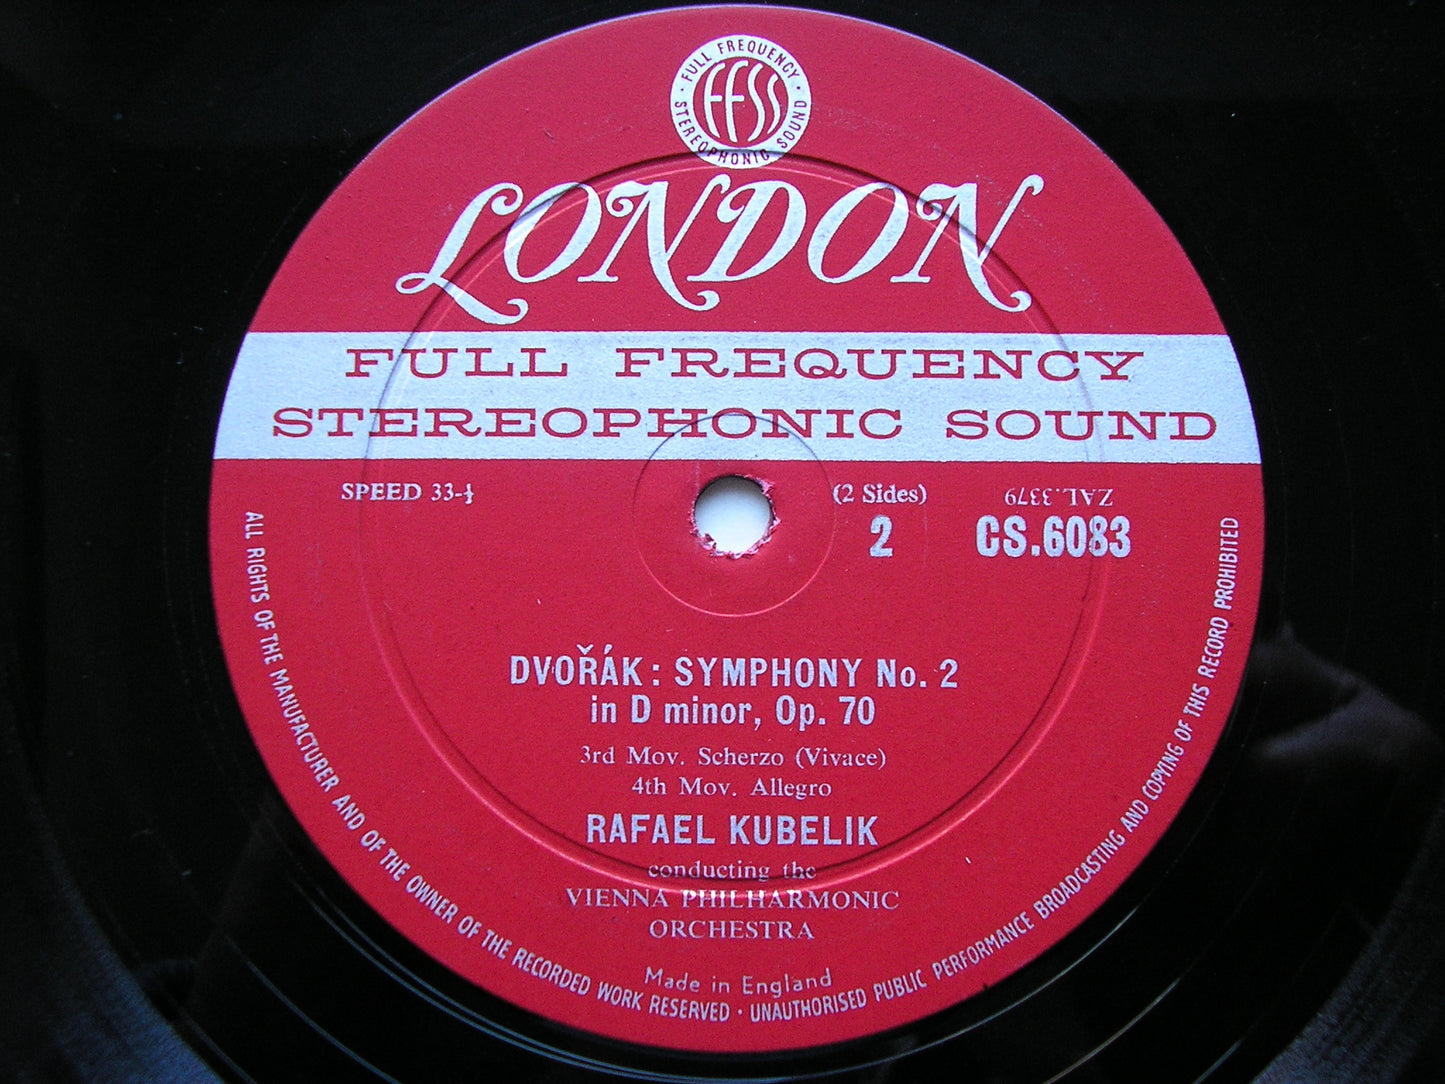 FULL FREQUENCY
ffss
STEREOPHONIC SOUND
LONDON
FULL FREQUENCY
STEREOPHONIC SOUND
SPEED 33-⅓
(2 Sides)
ZAL.3379
2
CS.6083
DVOŘÁK: SYMPHONY No. 2
in D minor, Op. 70
3rd Mov. Scherzo (Vivace)
4th Mov. Allegro
RAFAEL KUBELIK
conducting the
VIENNA PHILHARMONIC
ORCHESTRA
Made in England
ALL RIGHTS OF THE MANUFACTURER AND OF THE OWNER OF THE RECORDED WORK RESERVED · UNAUTHORISED PUBLIC PERFORMANCE BROADCASTING AND COPYING OF THIS RECORD PROHIBITED